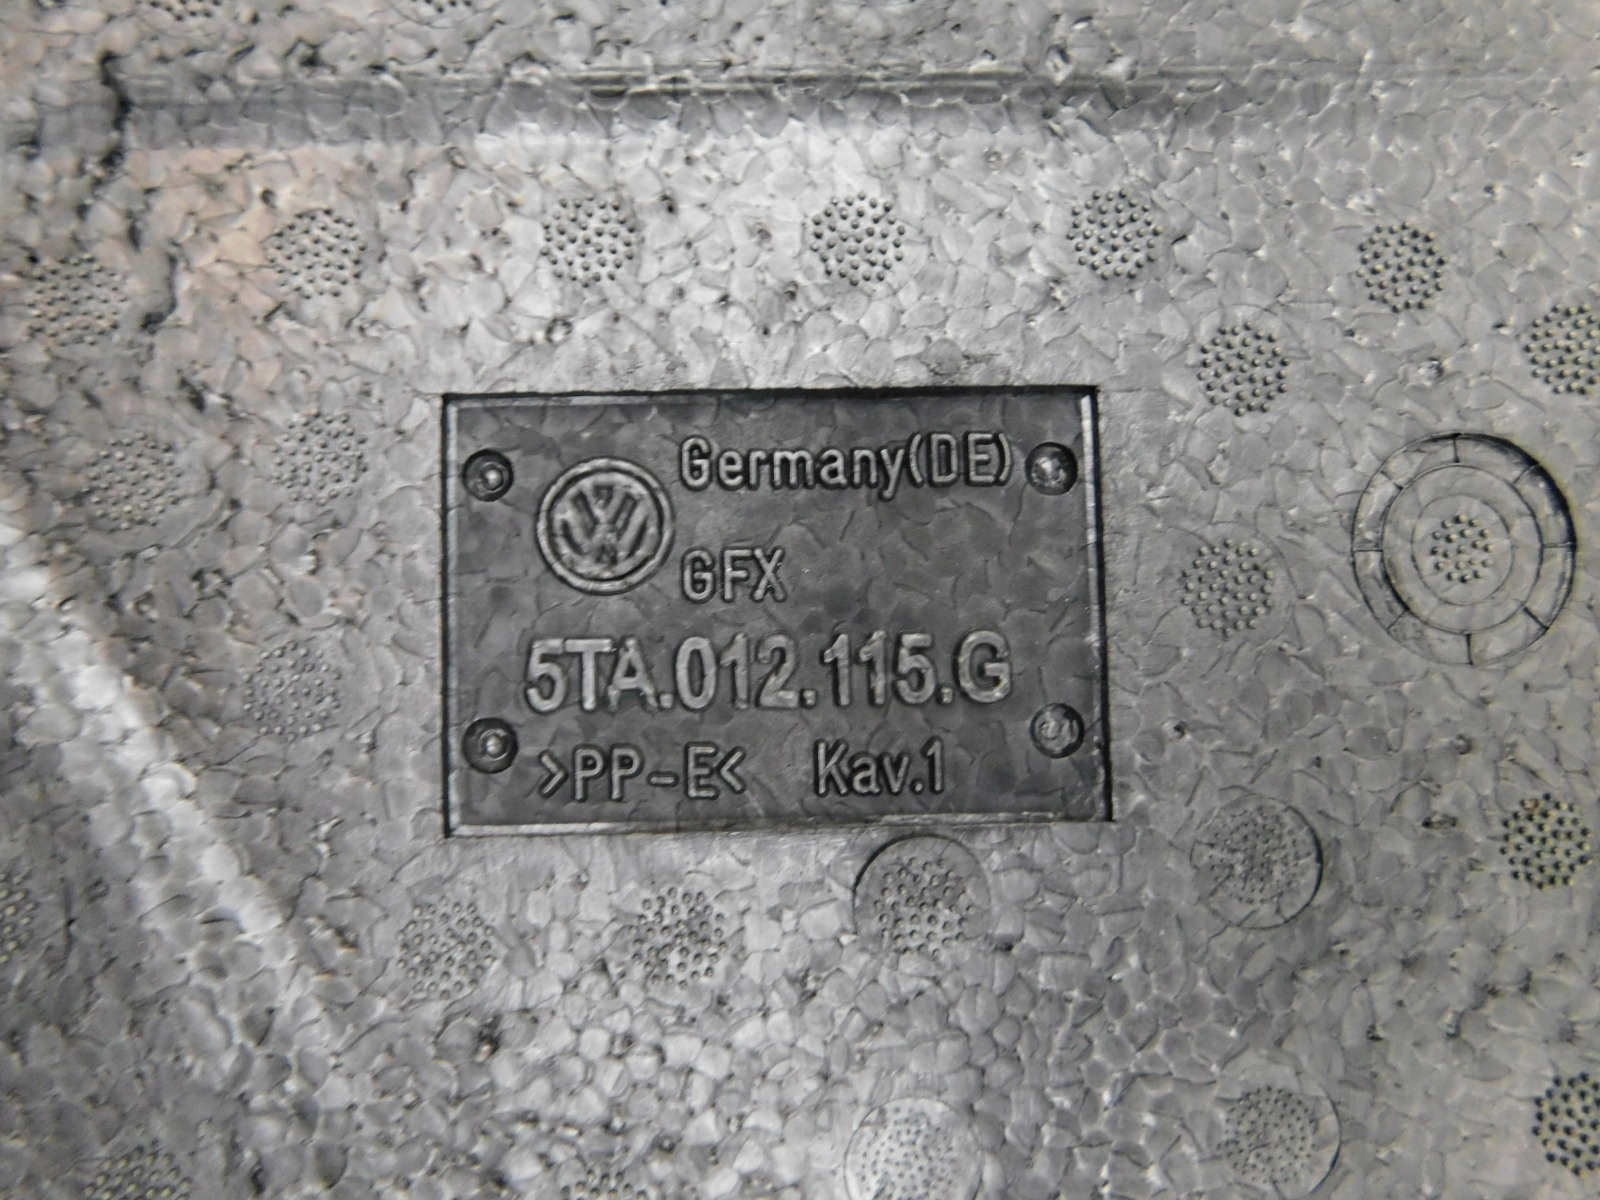 Germany(DE)
GFX
5TA.012.115.G
>PP-E< Kav.1